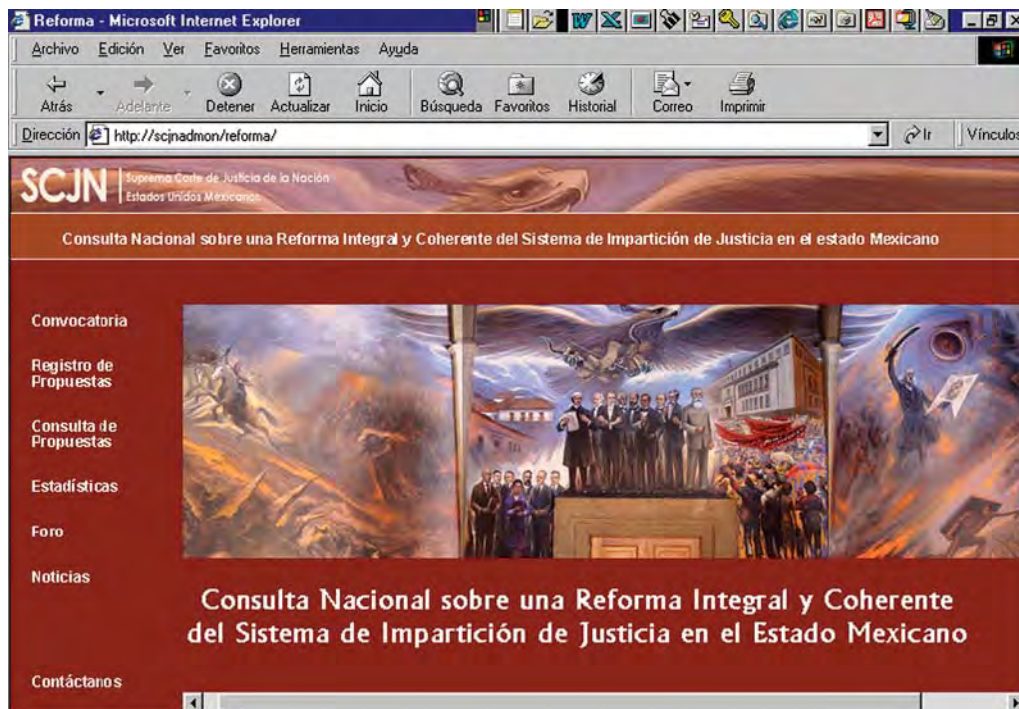 Reforma - Microsoft Internet Explorer
Archivo Edición Ver Favoritos Herramientas Ayuda
Atrás Adelante Detener Actualizar Inicio Búsqueda Favoritos Historial Correo Imprimir
Dirección http://scjnadmon/reforma/ Ir Vínculos
SCJN Suprema Corte de Justicia de la Nación
Estados Unidos Mexicanos
Consulta Nacional sobre una Reforma Integral y Coherente del Sistema de Impartición de Justicia en el estado Mexicano
Convocatoria
Registro de
Propuestas
Consulta de
Propuestas
Estadísticas
Foro
Noticias
Consulta Nacional sobre una Reforma Integral y Coherente
del Sistema de Impartición de Justicia en el Estado Mexicano
Contáctanos